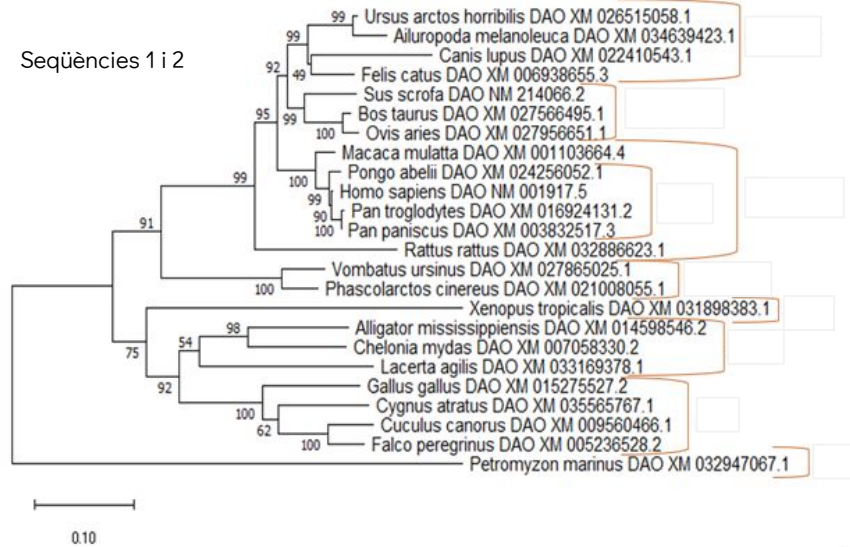 Seqüències 1 i 2
99
Ursus arctos horribilis DAO XM 026515058.1
99
Ailuropoda melanoleuca DAO XM 034639423.1
Canis lupus DAO XM 022410543.1
92
49
Felis catus DAO XM 006938655.3
Sus scrofa DAO NM 214066.2
95
99
Bos taurus DAO XM 027566495.1
100
Ovis aries DAO XM 027956651.1
Macaca mulatta DAO XM 001103664.4
99
100
Pongo abelii DAO XM 024256052.1
99
Homo sapiens DAO NM 001917.5
90
Pan troglodytes DAO XM 016924131.2
100
Pan paniscus DAO XM 003832517.3
91
Rattus rattus DAO XM 032886623.1
Vombatus ursinus DAO XM 027865025.1
100
Phascolarctos cinereus DAO XM 021008055.1
Xenopus tropicalis DAO XM 031898383.1
98
Alligator mississippiensis DAO XM 014598546.2
75
54
Chelonia mydas DAO XM 007058330.2
Lacerta agilis DAO XM 033169378.1
92
Gallus gallus DAO XM 015275527.2
100
Cygnus atratus DAO XM 035565767.1
62
Cuculus canorus DAO XM 009560466.1
100
Falco peregrinus DAO XM 005236528.2
Petromyzon marinus DAO XM 032947067.1
0.10